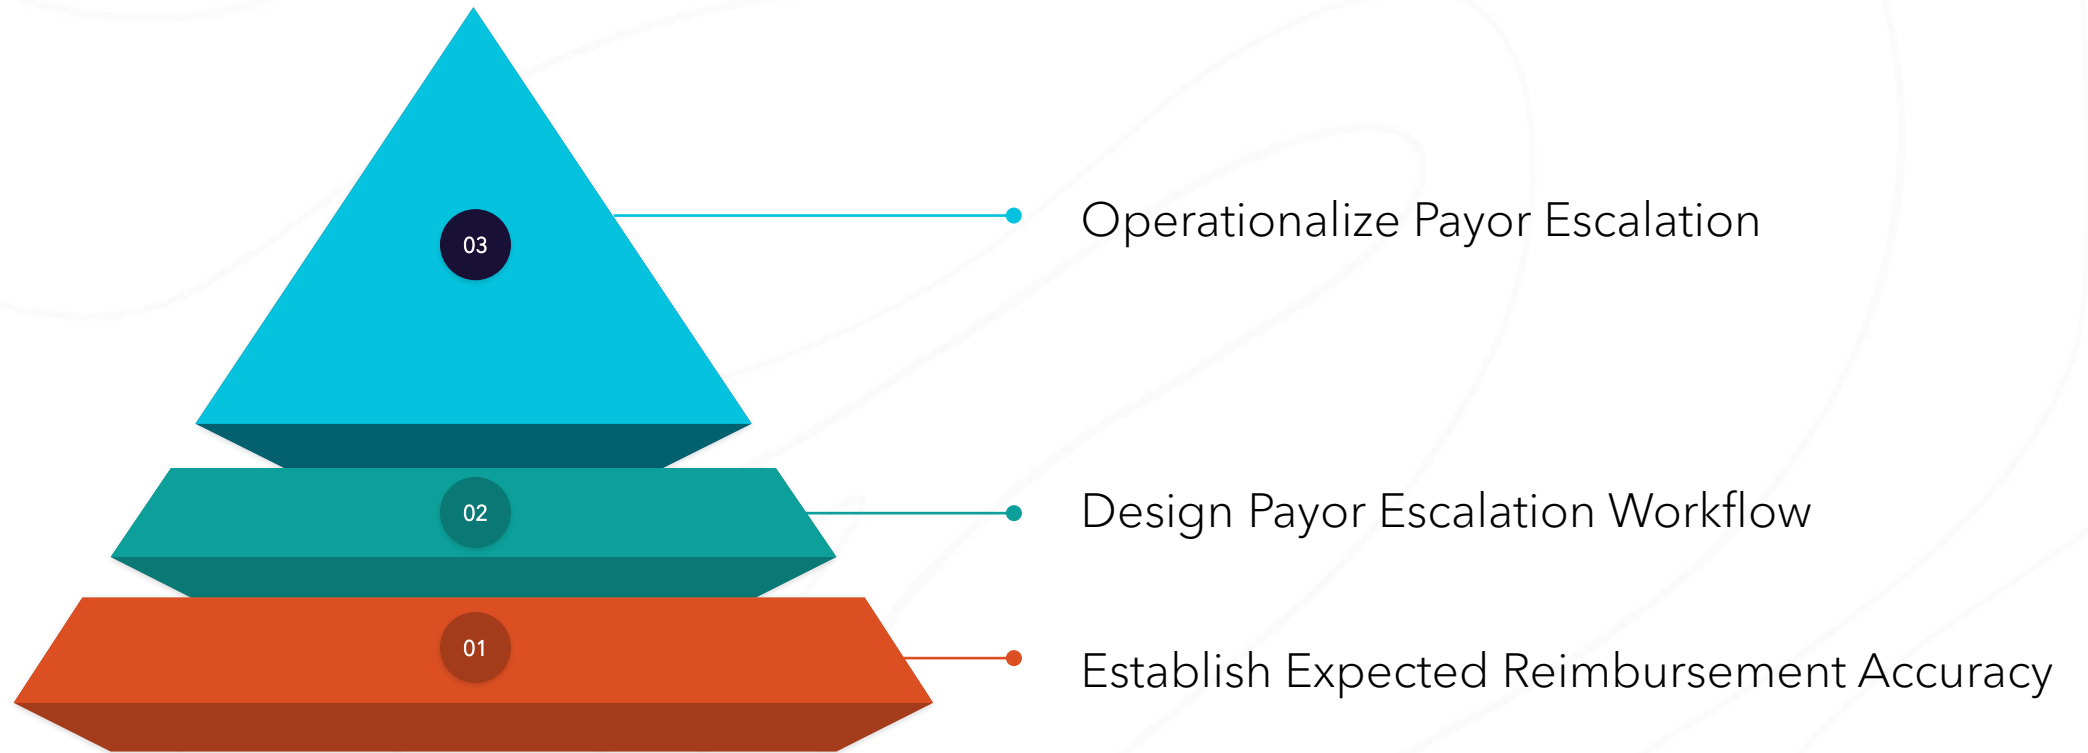 03
Operationalize Payor Escalation
02
Design Payor Escalation Workflow
01
Establish Expected Reimbursement Accuracy